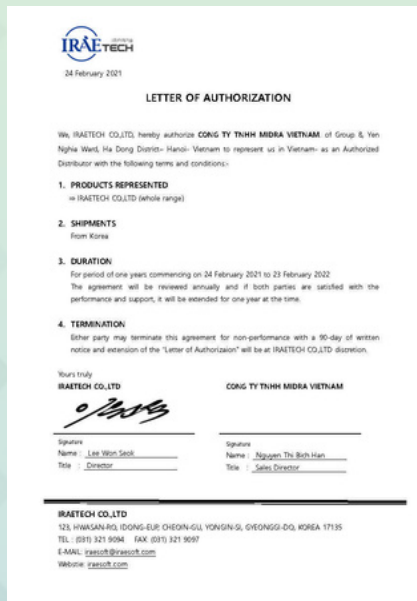 IRAETECH
24 February 2021
LETTER OF AUTHORIZATION
We, IRAETECH CO.,LTD, hereby authorize CONG TY TNHH MIDRA VIETNAM. of Group 8, Yen
Nghia Ward, Ha Dong District- Hanoi- Vietnam to represent us in Vietnam- as an Authorized
Distributor with the following terms and conditions:-
1. PRODUCTS REPRESENTED
⇒ IRAETECH CO.,LTD (whole range)
2. SHIPMENTS
From Korea
3. DURATION
For period of one years commencing on 24 February 2021 to 23 February 2022
The agreement will be reviewed annually and if both parties are satisfied with the
performance and support, it will be extended for one year at the time.
4. TERMINATION
Either party may terminate this agreement for non-performance with a 90-day of written
notice and extension of the "Letter of Authorizaion" will be at IRAETECH CO.,LTD discretion.
Yours truly
IRAETECH CO.,LTD CONG TY TNHH MIDRA VIETNAM
Signature Signature
Name : Lee Won Seok Name : Nguyen Thi Bich Han
Title : Director Title : Sales Director
IRAETECH CO.,LTD
123, HWASAN-RO, IDONG-EUP, CHEOIN-GU, YONGIN-SI, GYEONGGI-DO, KOREA 17135
TEL : (031) 321 9094 FAX: (031) 321 9097
E-MAIL: iraesoft@iraesoft.com
Webstie: iraesoft.com